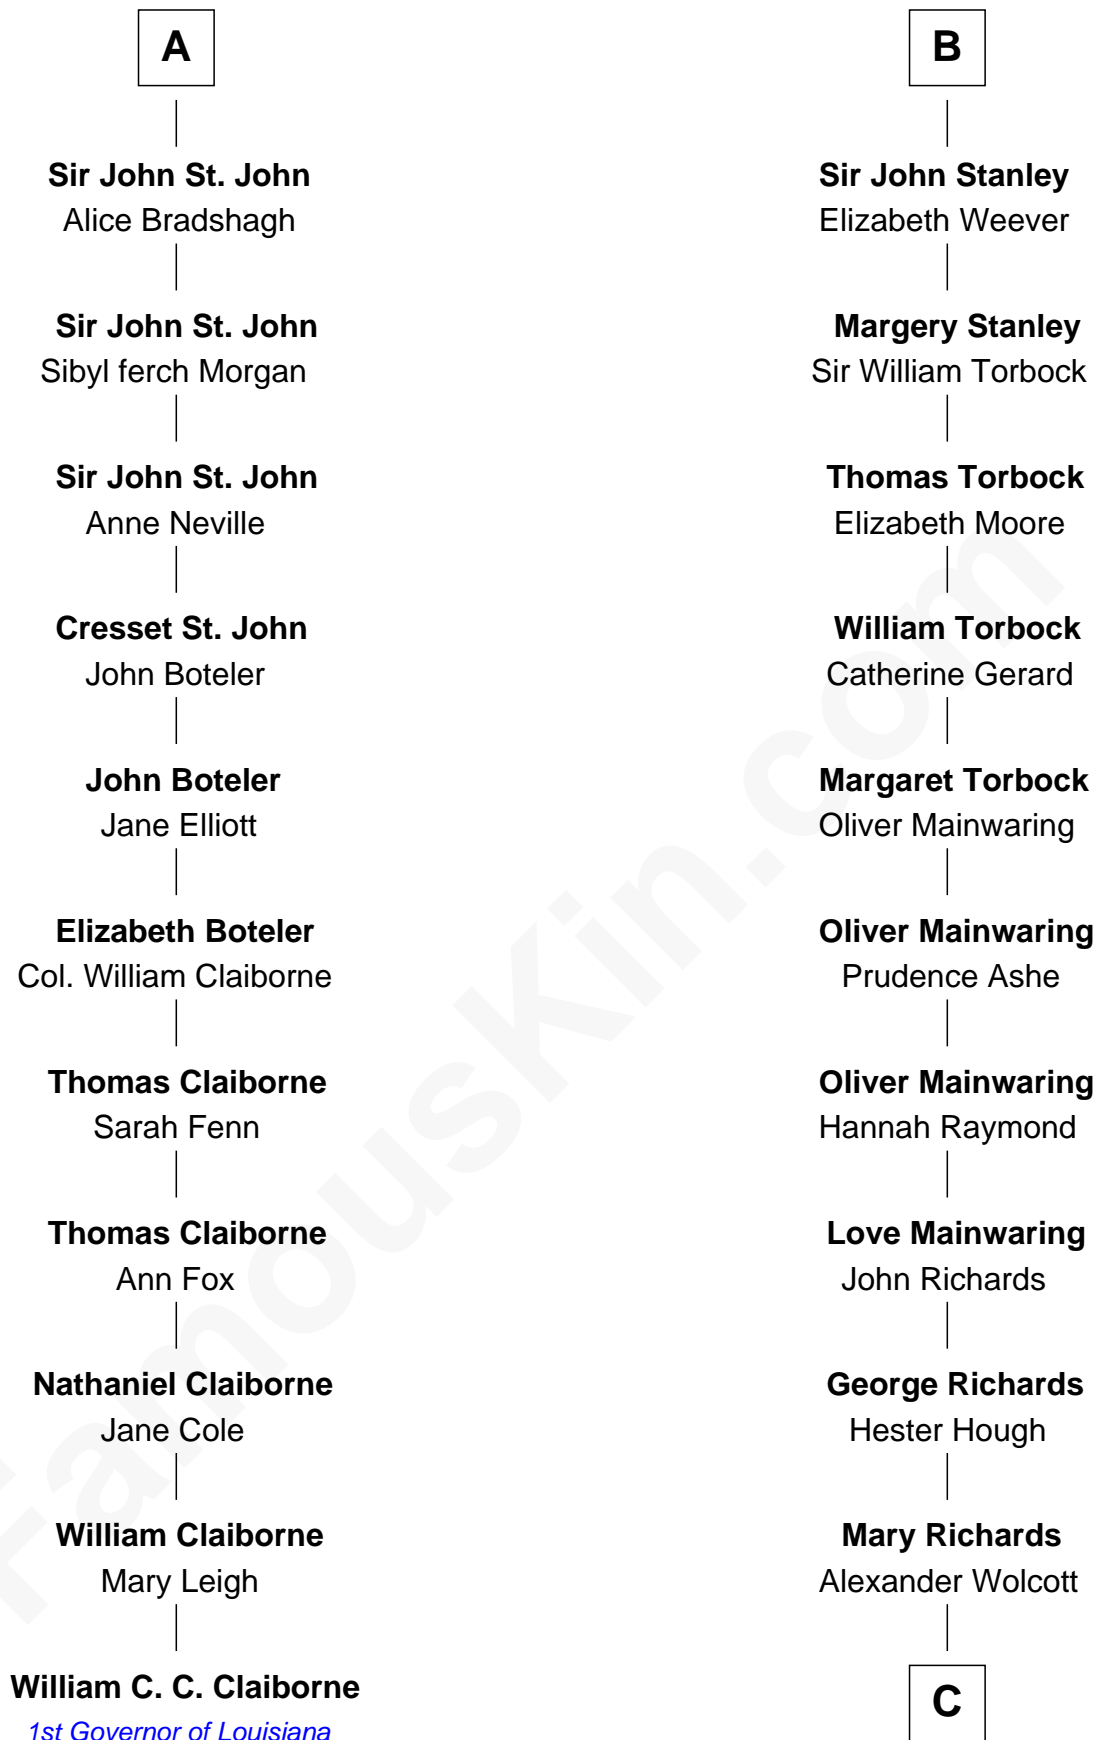 A
Sir John St. John
Alice Bradshagh
Sir John St. John
Sibyl ferch Morgan
Sir John St. John
Anne Neville
Cresset St. John
John Boteler
John Boteler
Jane Elliott
Elizabeth Boteler
Col. William Claiborne
Thomas Claiborne
Sarah Fenn
Thomas Claiborne
Ann Fox
Nathaniel Claiborne
Jane Cole
William Claiborne
Mary Leigh
William C. C. Claiborne
1st Governor of Louisiana
B
Sir John Stanley
Elizabeth Weever
Margery Stanley
Sir William Torbock
Thomas Torbock
Elizabeth Moore
William Torbock
Catherine Gerard
Margaret Torbock
Oliver Mainwaring
Oliver Mainwaring
Prudence Ashe
Oliver Mainwaring
Hannah Raymond
Love Mainwaring
John Richards
George Richards
Hester Hough
Mary Richards
Alexander Wolcott
C
FamousKin.com